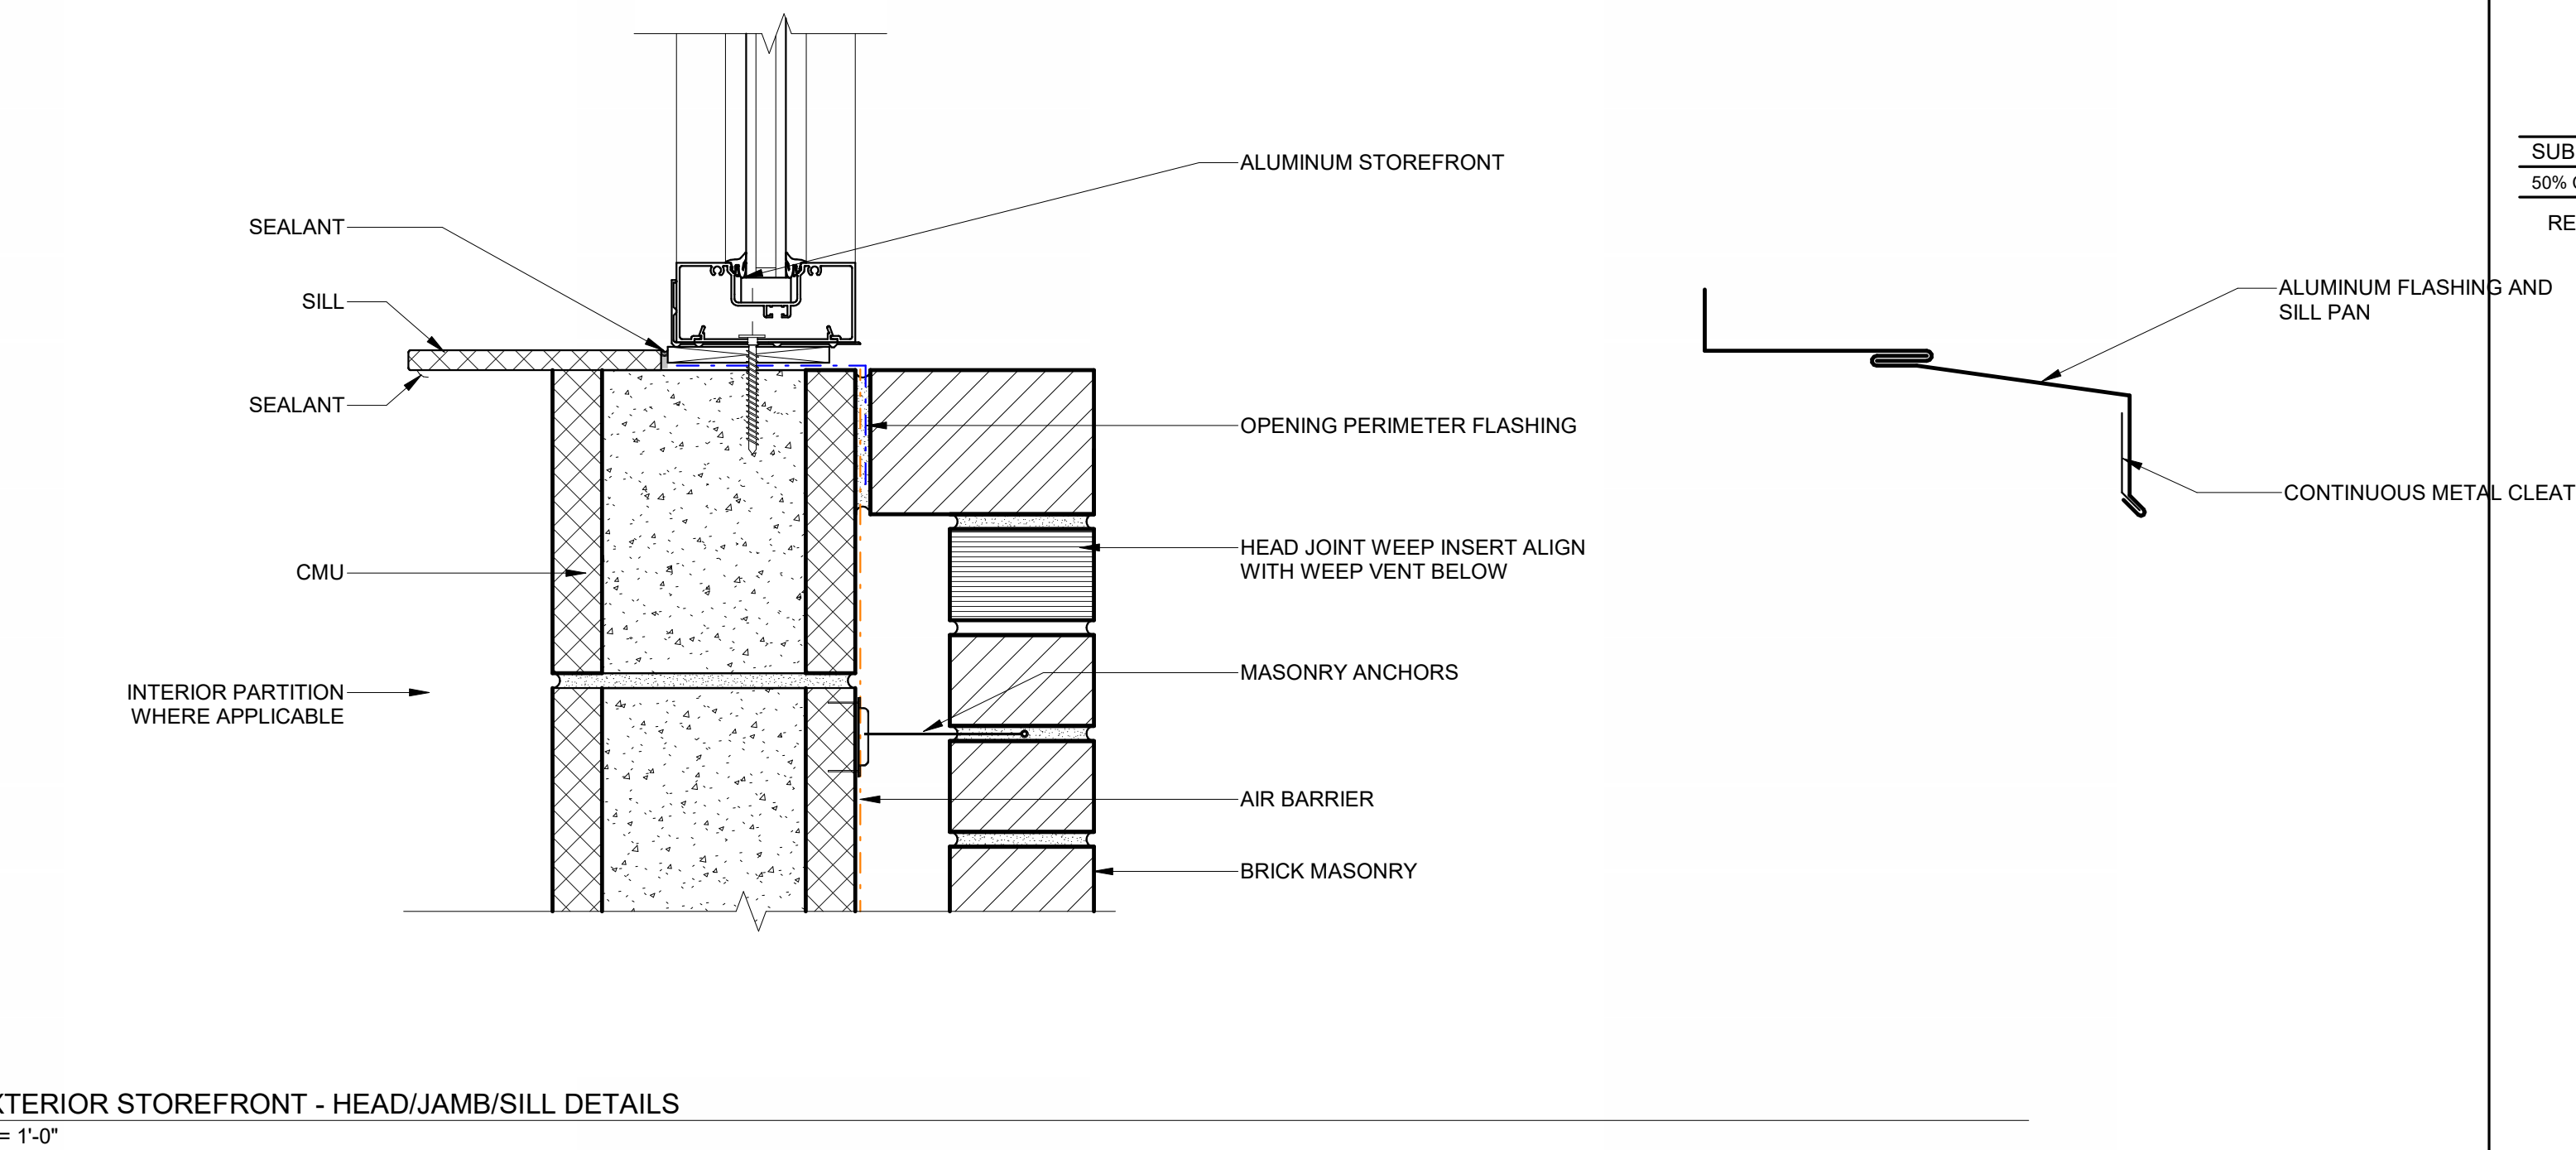 ALUMINUM STOREFRONT
SEALANT
SILL
SEALANT
OPENING PERIMETER FLASHING
HEAD JOINT WEEP INSERT ALIGN
WITH WEEP VENT BELOW
CMU
MASONRY ANCHORS
INTERIOR PARTITION
WHERE APPLICABLE
AIR BARRIER
BRICK MASONRY
ALUMINUM FLASHING AND
SILL PAN
CONTINUOUS METAL CLEAT
SUB
50%
RE
XTERIOR STOREFRONT - HEAD/JAMB/SILL DETAILS
= 1'-0"